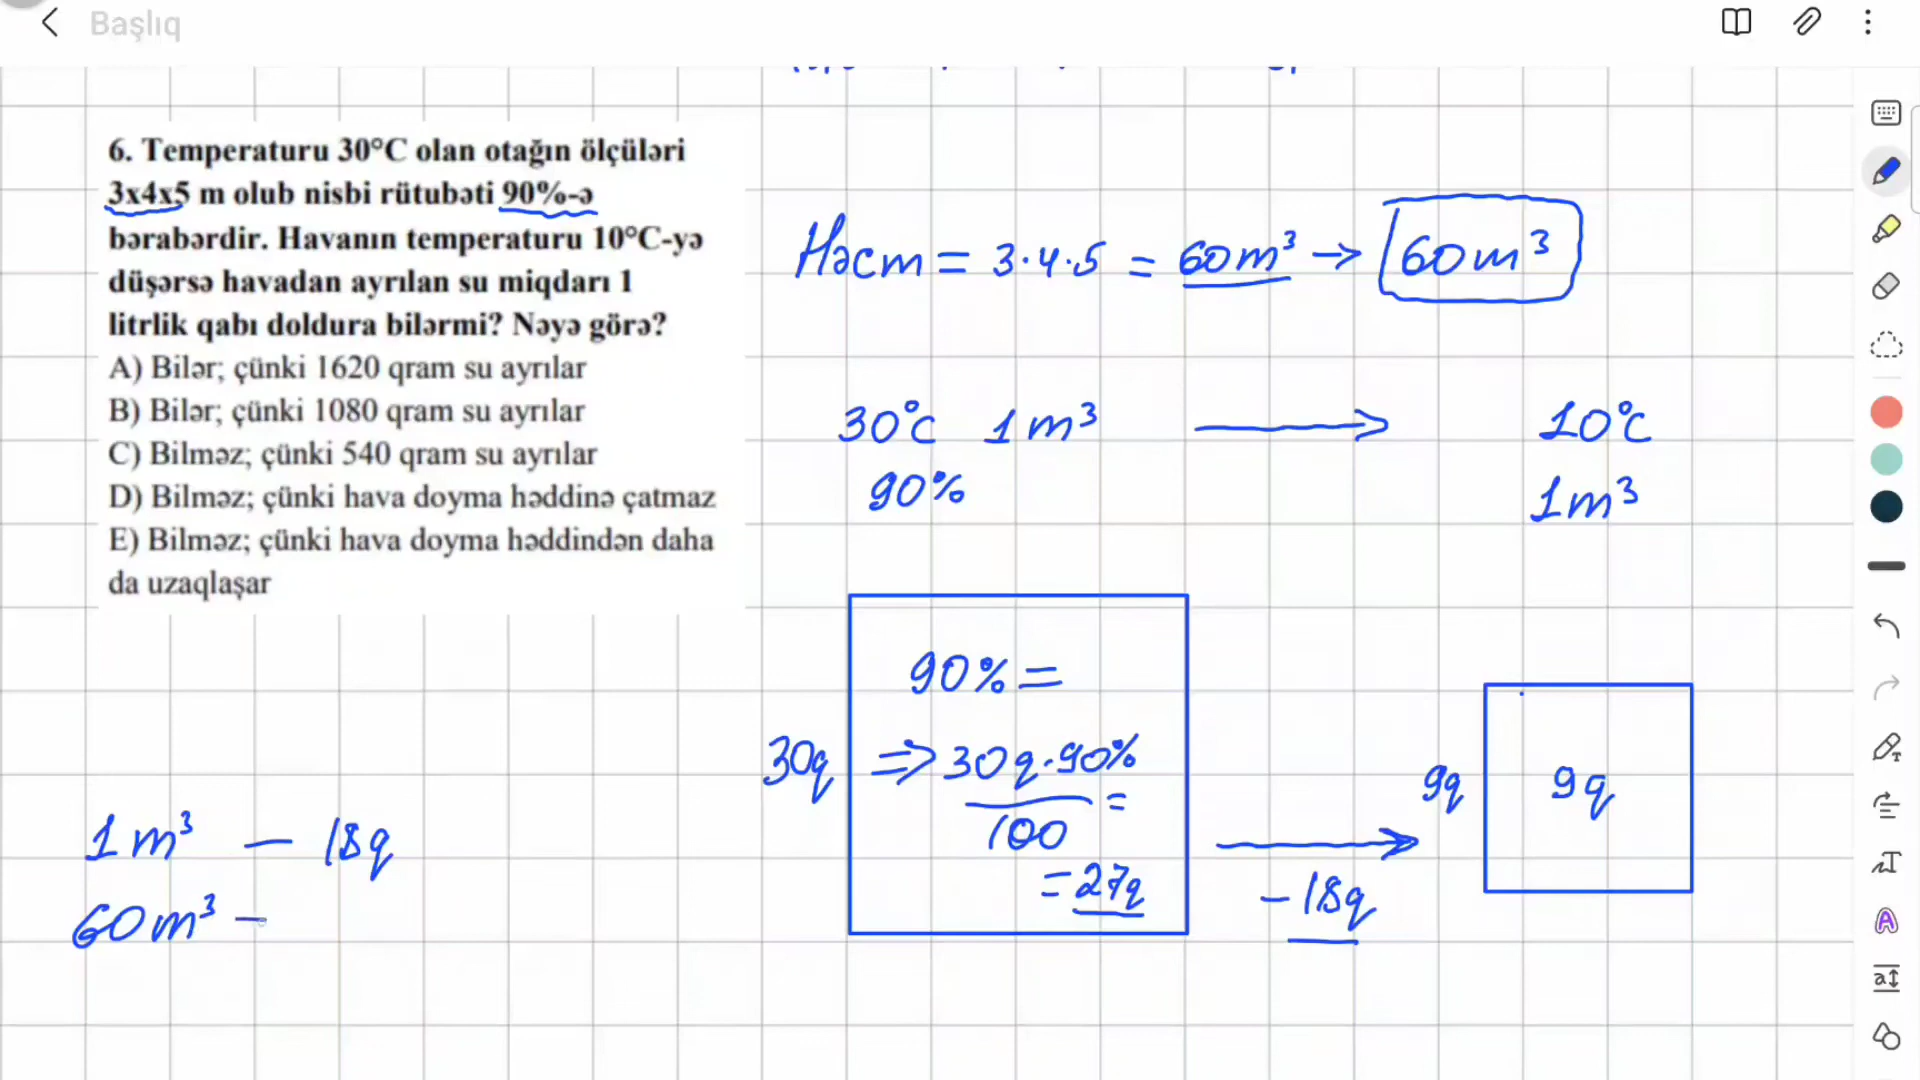 Başlıq
6. Temperaturu 30°C olan otağın ölçüləri
3x4x5 m olub nisbi rütubəti 90%-ə
bərabərdir. Havanın temperaturu 10°C-yə
düşərsə havadan ayrılan su miqdarı 1
litrlik qabı doldura bilərmi? Nəyə görə?
A) Bilər; çünki 1620 qram su ayrılar
B) Bilər; çünki 1080 qram su ayrılar
C) Bilməz; çünki 540 qram su ayrılar
D) Bilməz; çünki hava doyma həddinə çatmaz
E) Bilməz; çünki hava doyma həddindən daha
da uzaqlaşar
Həcm = 3·4·5 = 60m³ → 60m³
30°C 1m³ → 10°C
90% 1m³
90% =
30q ⇒ 30q·90%
100 =
= 27q
-18q
9q 9q
1m³ — 18q
60m³ -